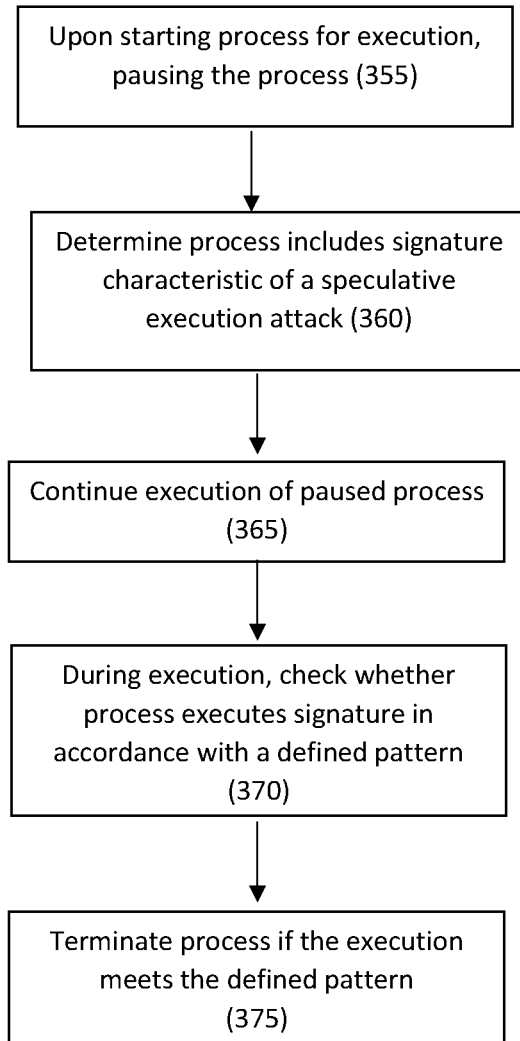 Upon starting process for execution,
pausing the process (355)
Determine process includes signature
characteristic of a speculative
execution attack (360)
Continue execution of paused process
(365)
During execution, check whether
process executes signature in
accordance with a defined pattern
(370)
Terminate process if the execution
meets the defined pattern
(375)